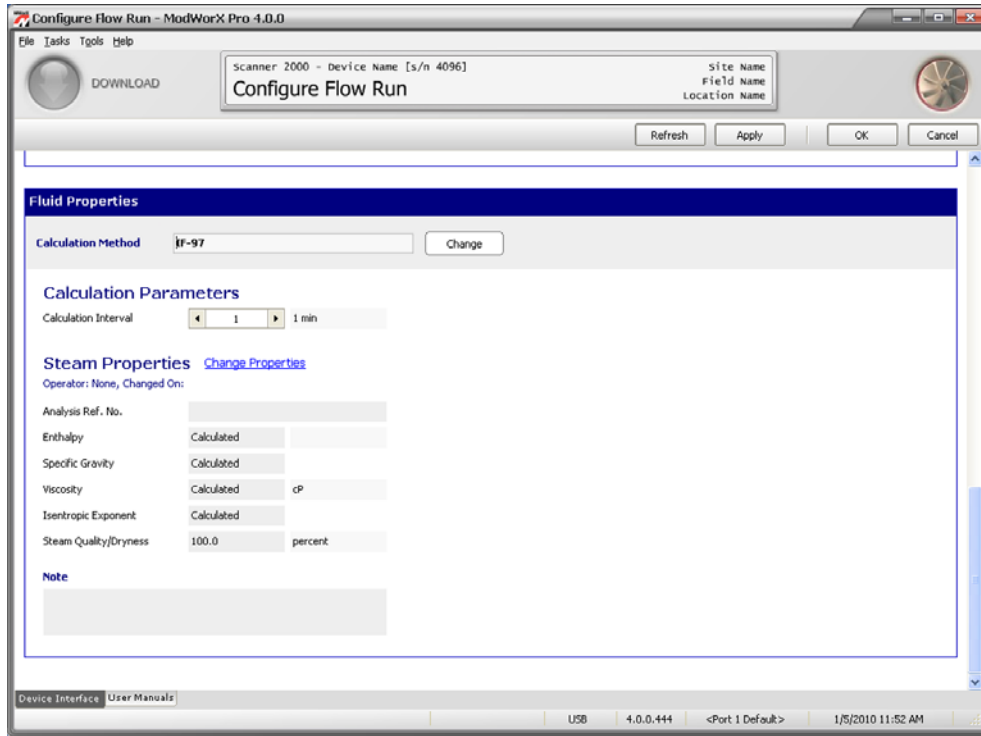 Configure Flow Run - ModWorX Pro 4.0.0
File Tasks Tools Help
DOWNLOAD
Scanner 2000 - Device Name [s/n 4096]
Configure Flow Run
Site Name
Field Name
Location Name
Refresh Apply OK Cancel
Fluid Properties
Calculation Method IF-97 Change
Calculation Parameters
Calculation Interval 1 1 min
Steam Properties Change Properties
Operator: None, Changed On:
Analysis Ref. No.
Enthalpy Calculated
Specific Gravity Calculated
Viscosity Calculated cP
Isentropic Exponent Calculated
Steam Quality/Dryness 100.0 percent
Note
Device Interface User Manuals
USB 4.0.0.444 <Port 1 Default> 1/5/2010 11:52 AM